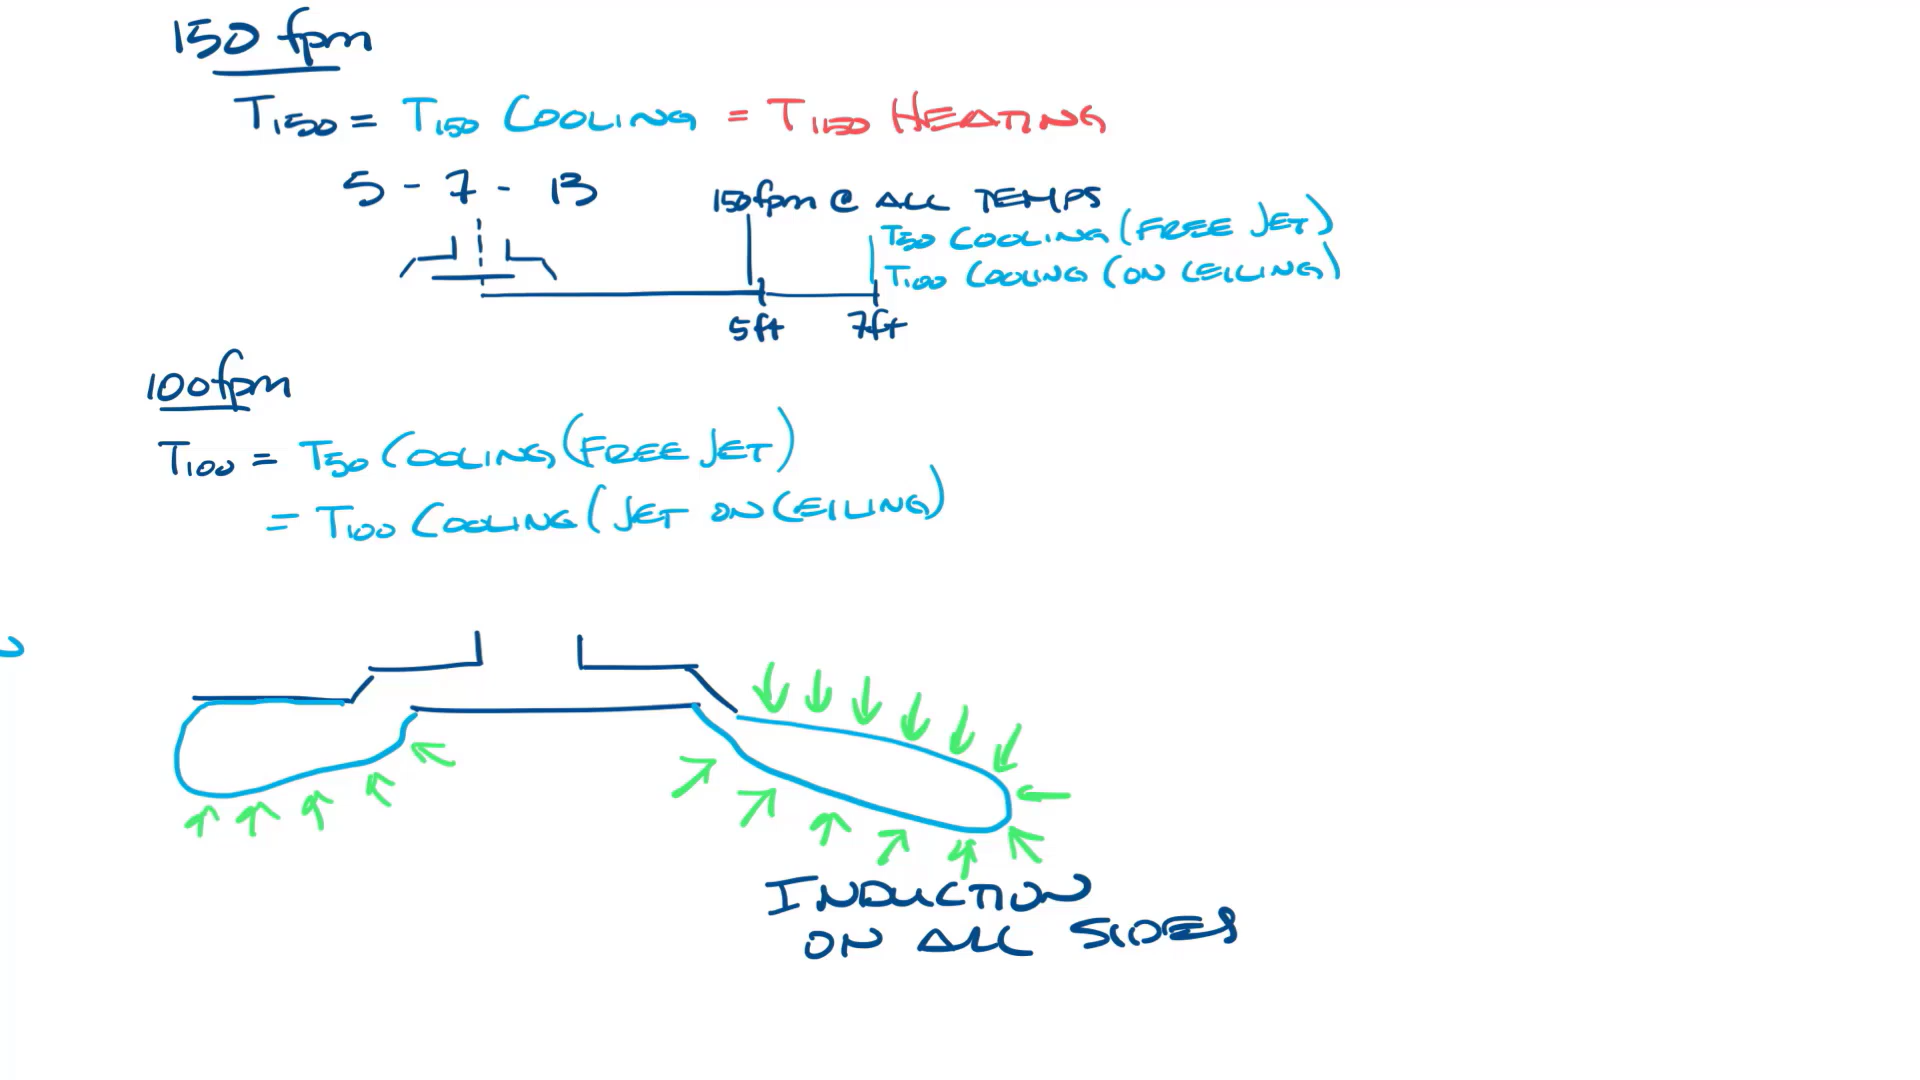 150 fpm
T150 = T150 COOLING = T150 HEATING
5 - 7 - 13
150fpm @ ALL TEMPS
T50 COOLING (FREE JET)
T100 COOLING (ON CEILING)
5ft 7ft
100fpm
T100 = T50 COOLING (FREE JET)
= T100 COOLING (JET ON CEILING)
INDUCTION
ON ALL SIDES